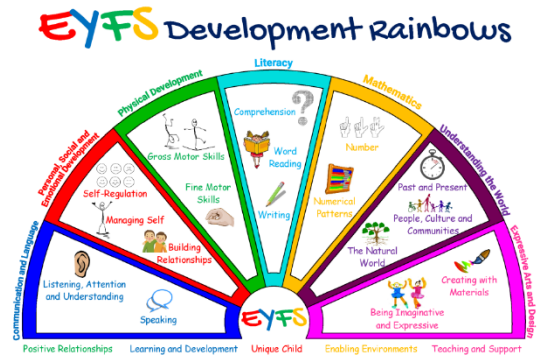 EYFS Development Rainbows
Communication and Language
Listening, Attention
and Understanding
Speaking
Personal, Social and
Emotional Development
Self-Regulation
Managing Self
Building
Relationships
Physical Development
Gross Motor Skills
Fine Motor
Skills
Literacy
Comprehension
Word
Reading
Writing
Mathematics
Number
Numerical
Patterns
Understanding the World
Past and Present
People, Culture and
Communities
The Natural
World
Expressive Arts and Design
Creating with
Materials
Being Imaginative
and Expressive
EYFS
Positive Relationships
Learning and Development
Unique Child
Enabling Environments
Teaching and Support